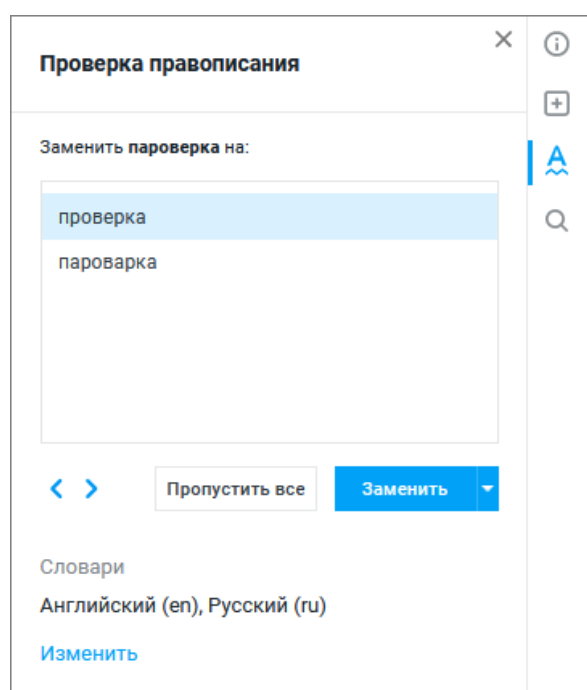 Проверка правописания
Заменить пароверка на:
проверка
пароварка
Пропустить все
Заменить
Словари
Английский (en), Русский (ru)
Изменить